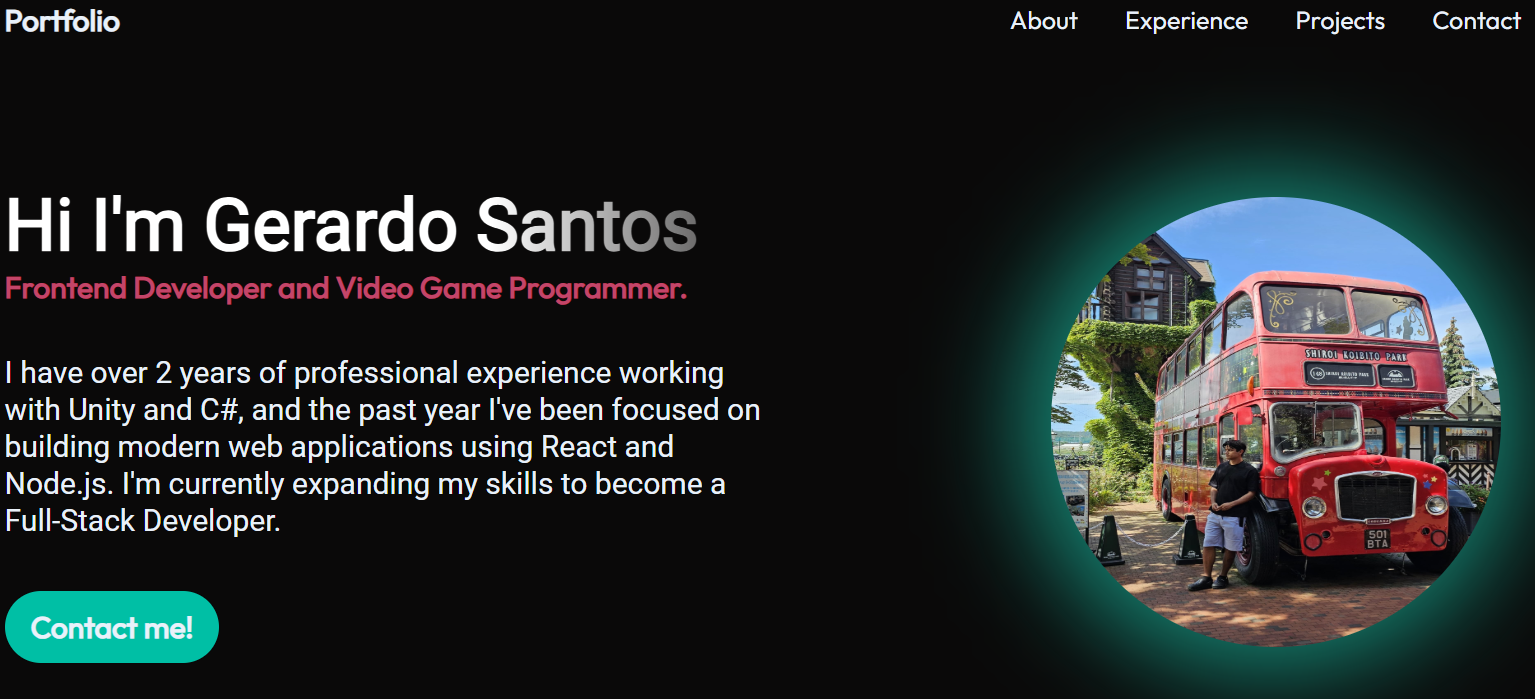 Portfolio
About Experience Projects Contact
Hi I'm Gerardo Santos
Frontend Developer and Video Game Programmer.
I have over 2 years of professional experience working
with Unity and C#, and the past year I've been focused on
building modern web applications using React and
Node.js. I'm currently expanding my skills to become a
Full-Stack Developer.
Contact me!
SHIROI KOIBITO PARK
SHIROI KOIBITO PARK
501
BTA